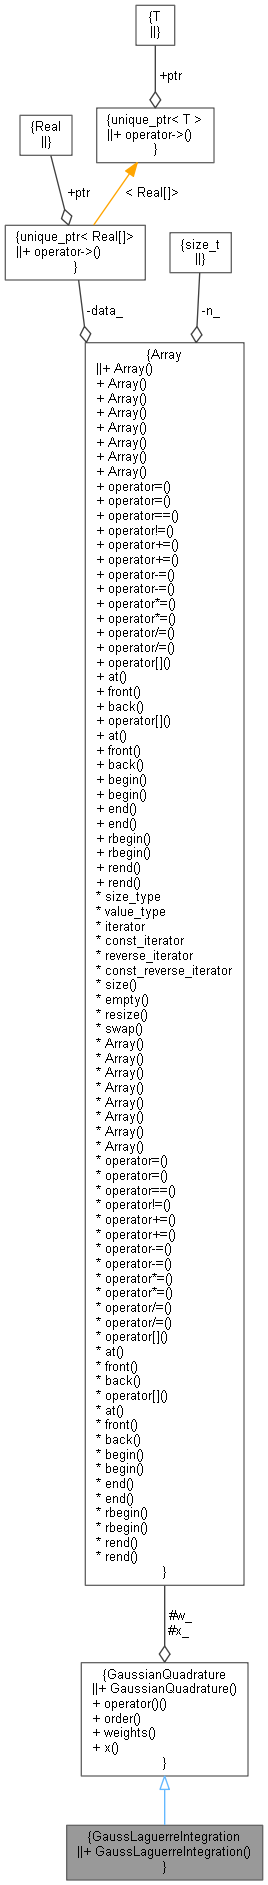 {T
||}
+ptr
{Real
||}
{unique_ptr< T >
||+ operator->()
}
+ptr
< Real[]>
{unique_ptr< Real[]>
||+ operator->()
}
{size_t
||}
-data_
-n_
{Array
||+ Array()
+ Array()
+ Array()
+ Array()
+ Array()
+ Array()
+ Array()
+ Array()
+ operator=()
+ operator=()
+ operator==()
+ operator!=()
+ operator+=()
+ operator+=()
+ operator-=()
+ operator-=()
+ operator*=()
+ operator*=()
+ operator/=()
+ operator/=()
+ operator[]()
+ at()
+ front()
+ back()
+ operator[]()
+ at()
+ front()
+ back()
+ begin()
+ begin()
+ end()
+ end()
+ rbegin()
+ rbegin()
+ rend()
+ rend()
* size_type
* value_type
* iterator
* const_iterator
* reverse_iterator
* const_reverse_iterator
* size()
* empty()
* resize()
* swap()
* Array()
* Array()
* Array()
* Array()
* Array()
* Array()
* Array()
* Array()
* operator=()
* operator=()
* operator==()
* operator!=()
* operator+=()
* operator+=()
* operator-=()
* operator-=()
* operator*=()
* operator*=()
* operator/=()
* operator/=()
* operator[]()
* at()
* front()
* back()
* operator[]()
* at()
* front()
* back()
* begin()
* begin()
* end()
* end()
* rbegin()
* rbegin()
* rend()
* rend()
}
#w_
#x_
{GaussianQuadrature
||+ GaussianQuadrature()
+ operator()()
+ order()
+ weights()
+ x()
}
{GaussLaguerreIntegration
||+ GaussLaguerreIntegration()
}